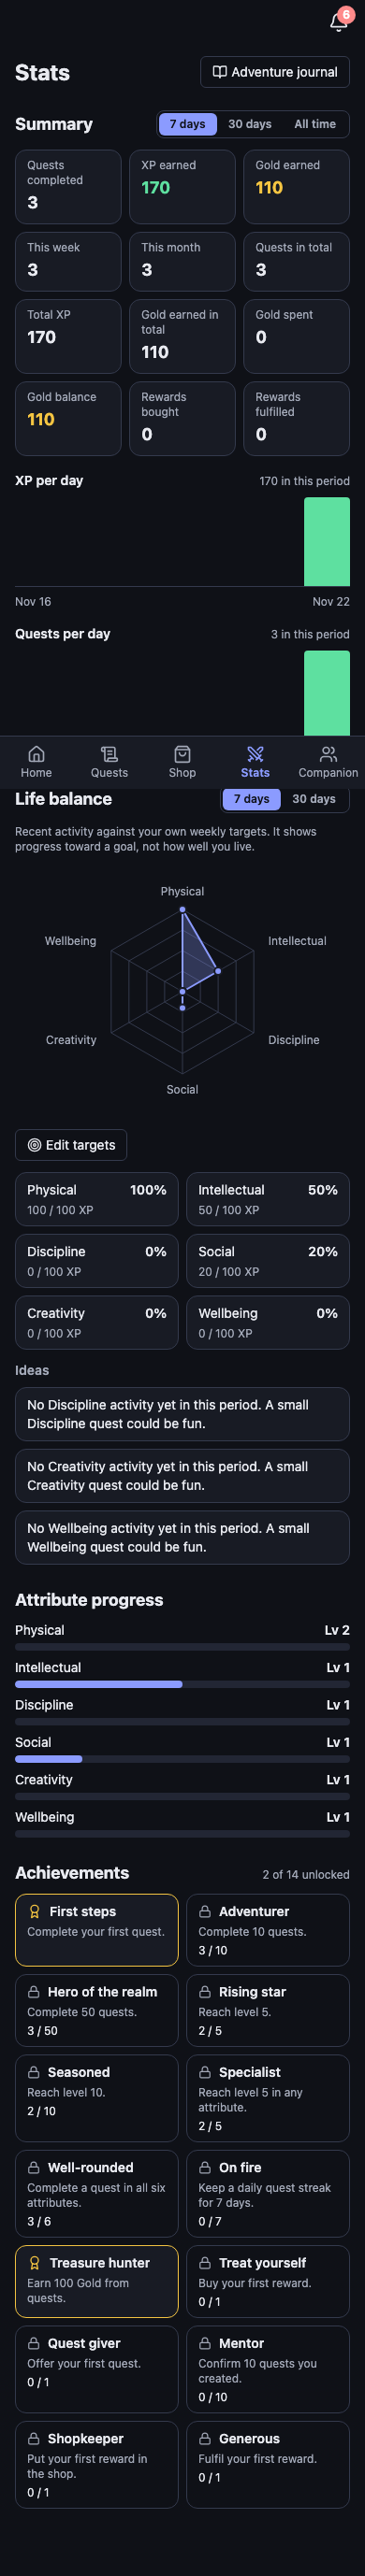 6
Stats
Adventure journal
Summary
7 days
30 days
All time
Quests
completed
3
XP earned
170
Gold earned
110
This week
3
This month
3
Quests in total
3
Total XP
170
Gold earned in
total
110
Gold spent
0
Gold balance
110
Rewards
bought
0
Rewards
fulfilled
0
XP per day
170 in this period
Nov 16
Nov 22
Quests per day
3 in this period
Home
Quests
Shop
Stats
Companion
Life balance
7 days
30 days
Recent activity against your own weekly targets. It shows
progress toward a goal, not how well you live.
Physical
Wellbeing
Intellectual
Creativity
Discipline
Social
Edit targets
Physical
100%
100 / 100 XP
Intellectual
50%
50 / 100 XP
Discipline
0%
0 / 100 XP
Social
20%
20 / 100 XP
Creativity
0%
0 / 100 XP
Wellbeing
0%
0 / 100 XP
Ideas
No Discipline activity yet in this period. A small
Discipline quest could be fun.
No Creativity activity yet in this period. A small
Creativity quest could be fun.
No Wellbeing activity yet in this period. A small
Wellbeing quest could be fun.
Attribute progress
Physical
Lv 2
Intellectual
Lv 1
Discipline
Lv 1
Social
Lv 1
Creativity
Lv 1
Wellbeing
Lv 1
Achievements
2 of 14 unlocked
First steps
Complete your first quest.
Adventurer
Complete 10 quests.
3 / 10
Hero of the realm
Complete 50 quests.
3 / 50
Rising star
Reach level 5.
2 / 5
Seasoned
Reach level 10.
2 / 10
Specialist
Reach level 5 in any
attribute.
2 / 5
Well-rounded
Complete a quest in all six
attributes.
3 / 6
On fire
Keep a daily quest streak
for 7 days.
0 / 7
Treasure hunter
Earn 100 Gold from
quests.
Treat yourself
Buy your first reward.
0 / 1
Quest giver
Offer your first quest.
0 / 1
Mentor
Confirm 10 quests you
created.
0 / 10
Shopkeeper
Put your first reward in
the shop.
0 / 1
Generous
Fulfil your first reward.
0 / 1